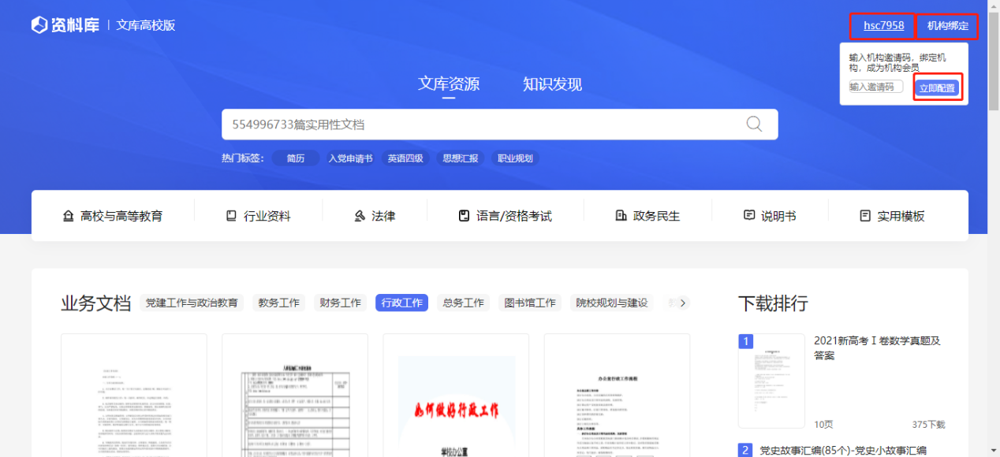 资料库 | 文库高校版
hsc7958
机构绑定
输入机构邀请码，绑定机
构，成为机构会员
输入邀请码
立即配置
文库资源
知识发现
554996733篇实用性文档
热门标签：
简历
入党申请书
英语四级
思想汇报
职业规划
高校与高等教育
行业资料
法律
语言/资格考试
政务民生
说明书
实用模板
业务文档
党建工作与政治教育
教务工作
财务工作
行政工作
总务工作
图书馆工作
院校规划与建设
下载排行
如何做好行政工作
学校办公室
办公室行政工作流程
1
2021新高考Ⅰ卷数学真题及
答案
10页
375下载
2
党史故事汇编(85个)-党史小故事汇编